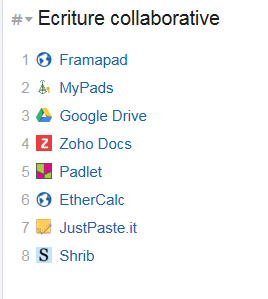 # Ecriture collaborative
1 Framapad
2 MyPads
3 Google Drive
4 Z Zoho Docs
5 Padlet
6 EtherCalc
7 JustPaste.it
8 S Shrib